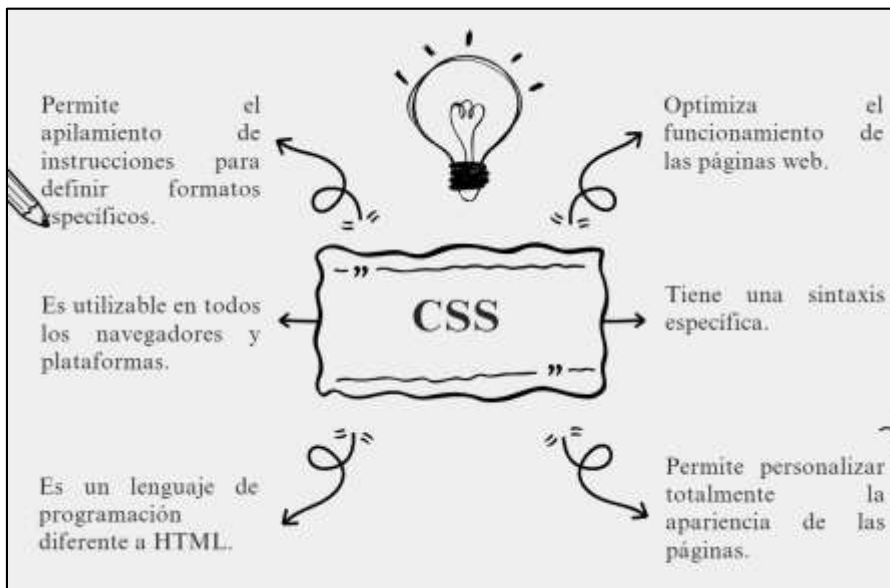 Permite el
apilamiento de
instrucciones para
definir formatos
específicos.
Optimiza el
funcionamiento de
las páginas web.
CSS
Es utilizable en todos
los navegadores y
plataformas.
Tiene una sintaxis
específica.
Es un lenguaje de
programación
diferente a HTML.
Permite personalizar
totalmente la
apariencia de las
páginas.